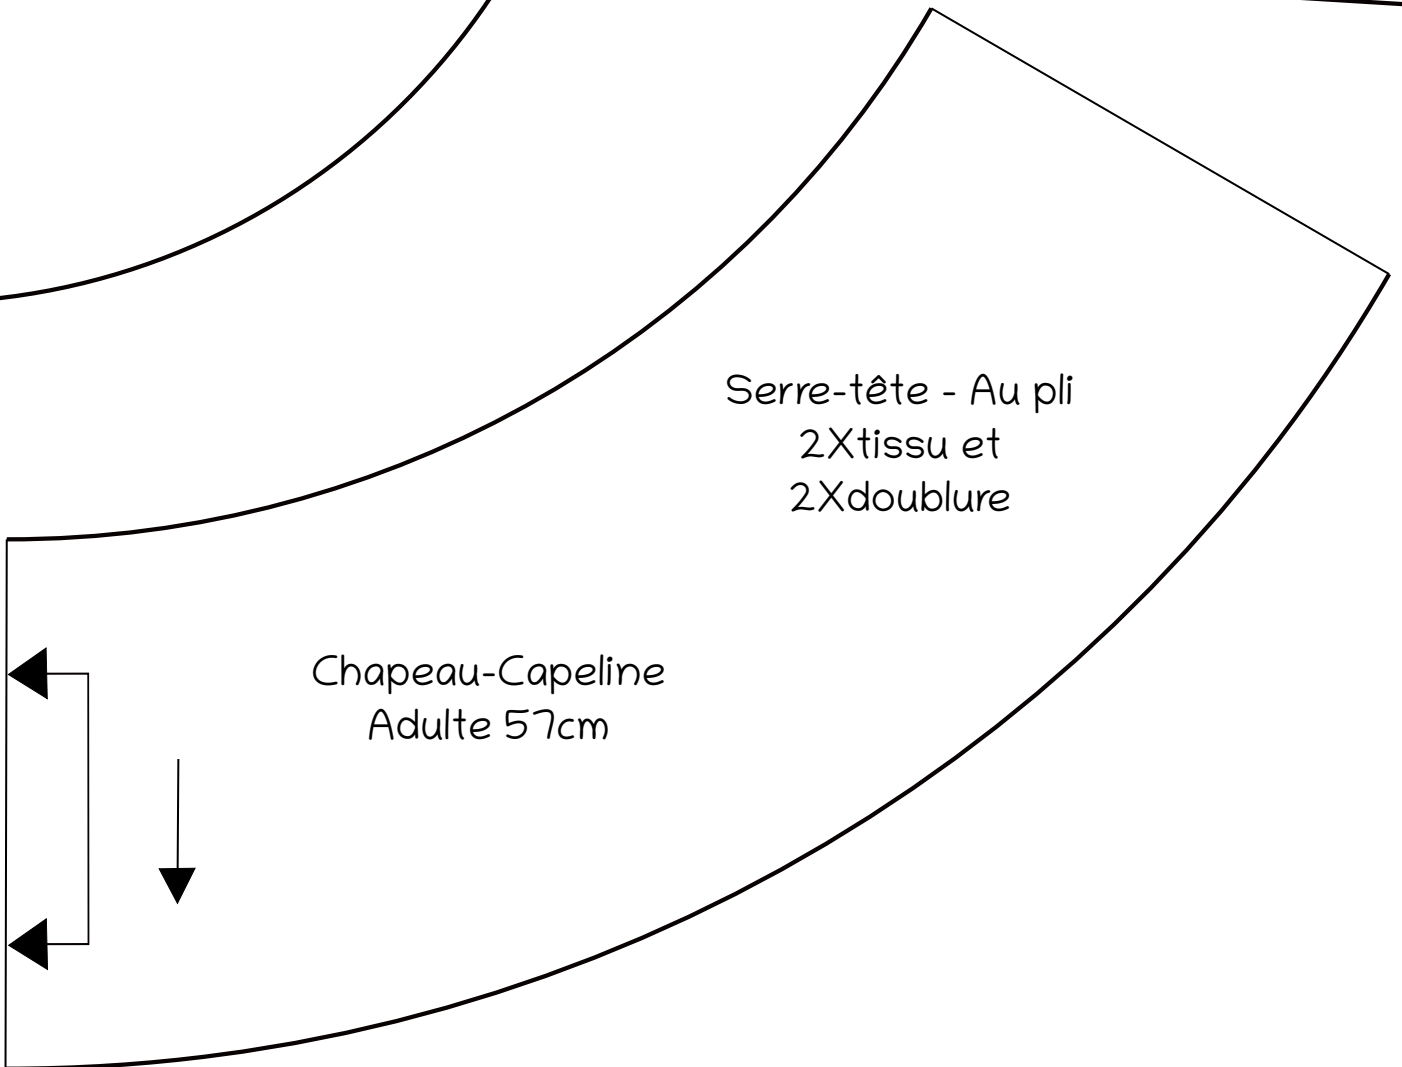 Serre-tête - Au pli
2Xtissu et
2Xdoublure
Chapeau-Capeline
Adulte 57cm